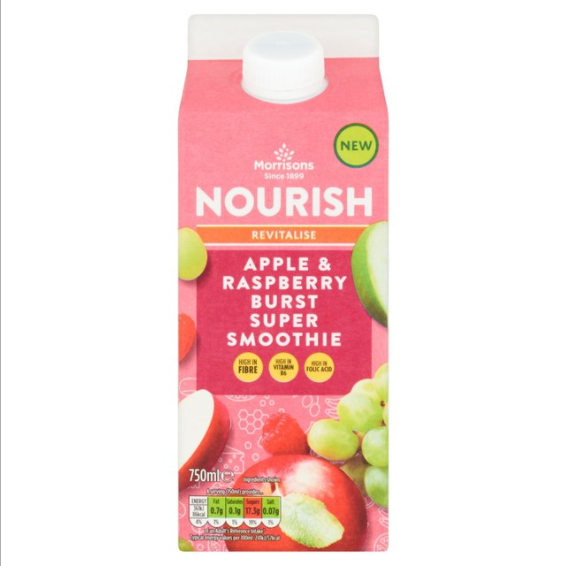 NEW
Morrisons
Since 1899
NOURISH
REVITALISE
APPLE &
RASPBERRY
BURST
SUPER
SMOOTHIE
HIGH IN
FIBRE
HIGH IN
VITAMIN
B6
HIGH IN
FOLIC ACID
750ml
ENERGY Fat Saturates Sugars Salt
0.7g 0.1g 17.3g 0.07g